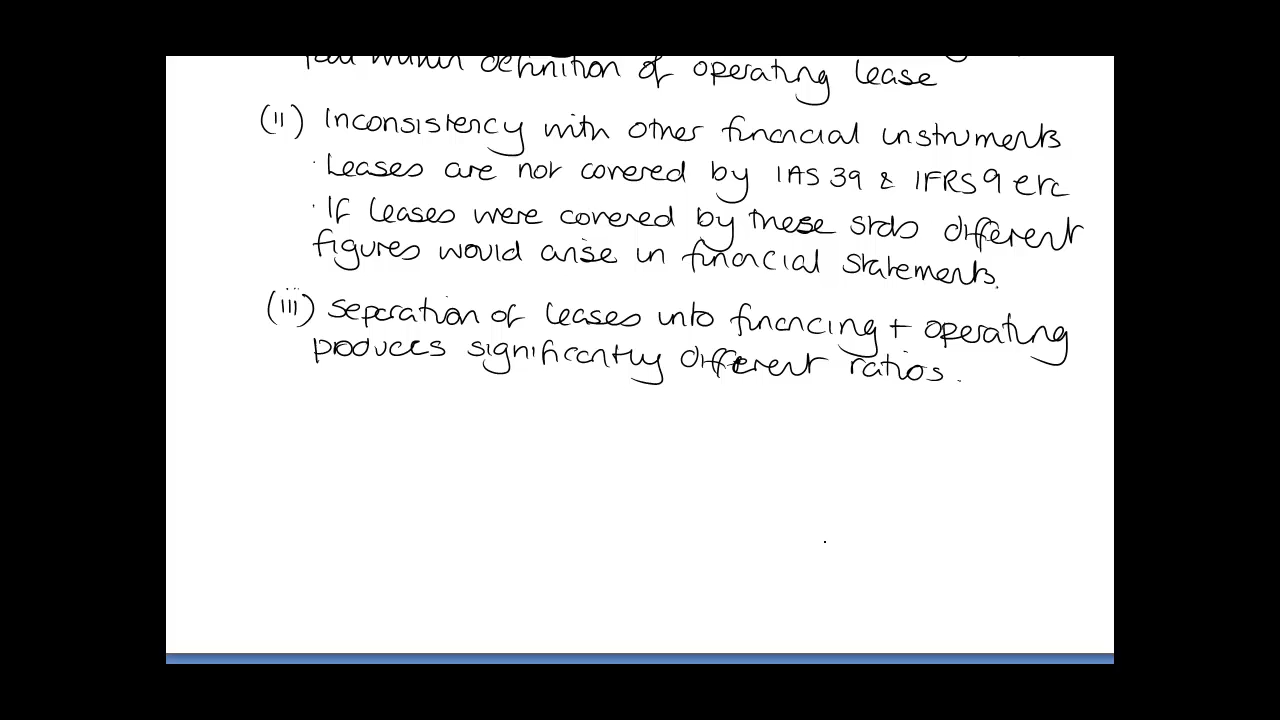 within definition of operating lease
(ii) Inconsistency with other financial instruments
· Leases are not covered by IAS 39 & IFRS 9 etc
· If leases were covered by these stds different
figures would arise in financial statements.
(iii) Separation of leases into financing + operating
produces significantly different ratios.